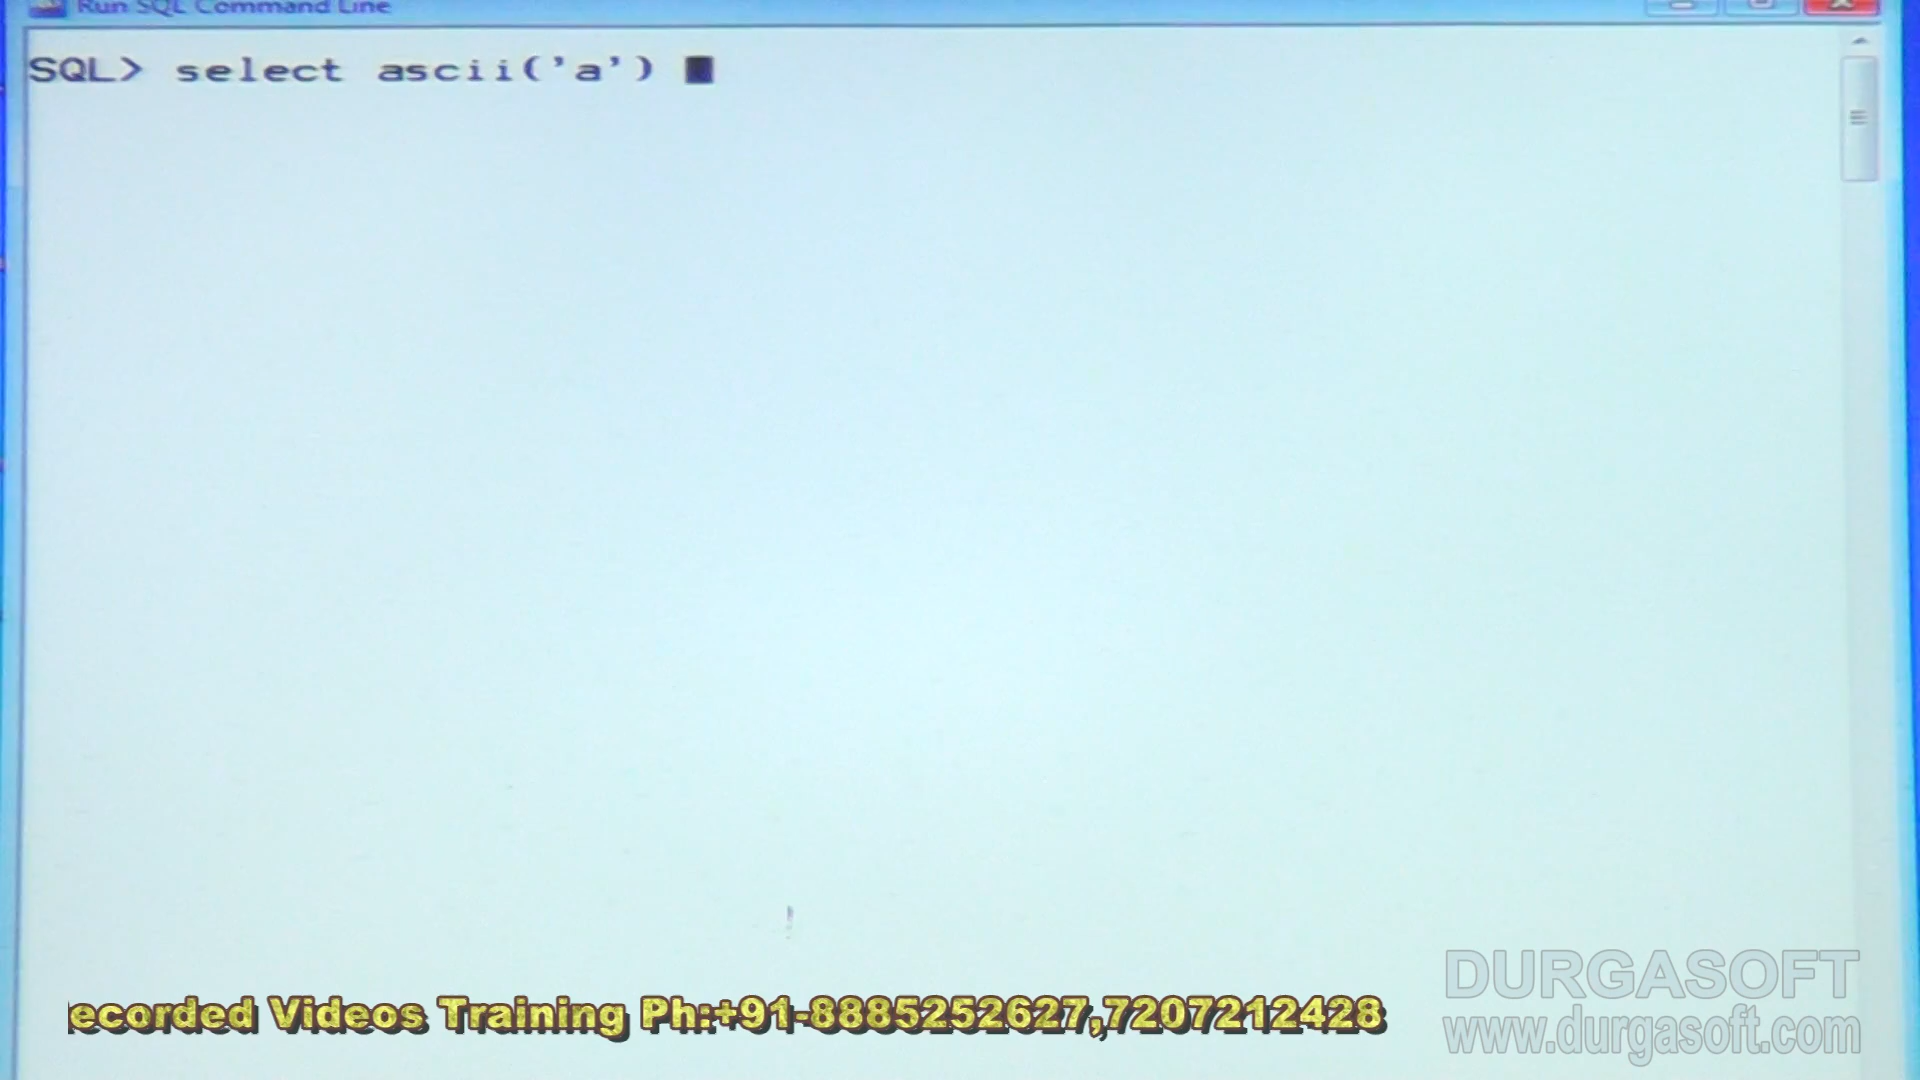 Run SQL Command Line
SQL> select ascii('a')
ecorded Videos Training Ph:+91-8885252627,7207212428
DURGASOFT
www.durgasoft.com